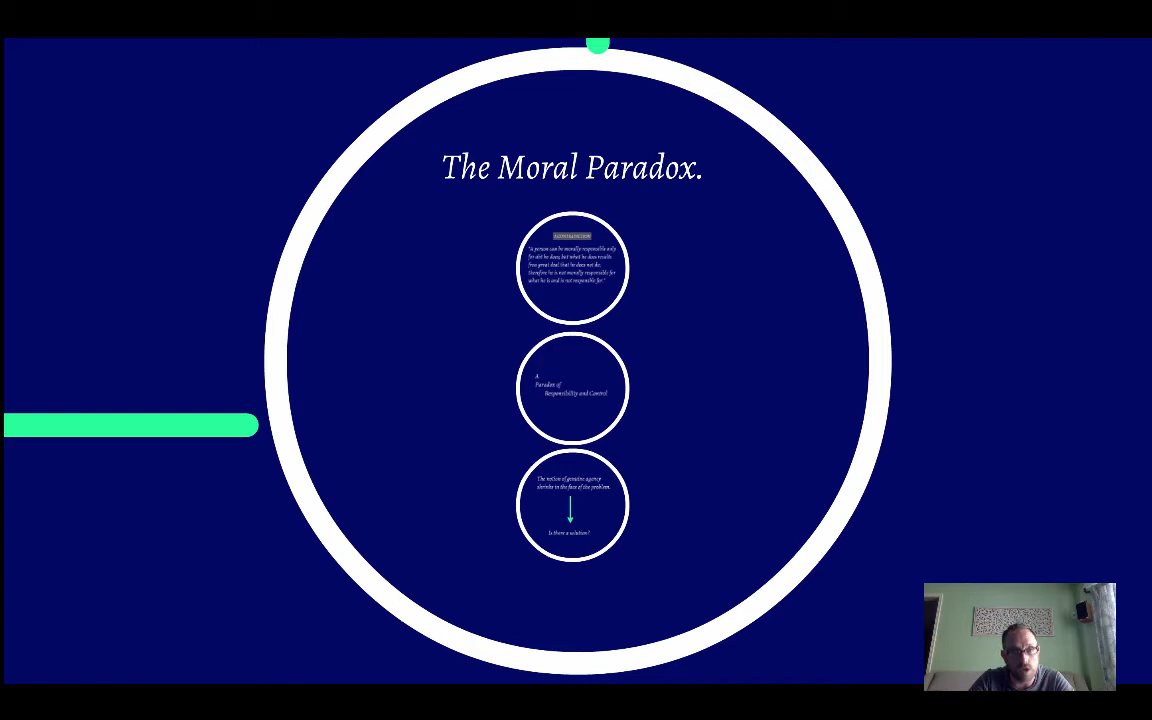 The Moral Paradox.
A CONTRADICTION
"A person can be morally responsible only
for waht he does; but what he does results
from great deal that he does not do;
therefore he is not morally responsible for
what he is and is not responsible for."
A
Paradox of
Responsibility and Control
The notion of genuine agency
shrinks in the face of the problem.
Is there a solution?